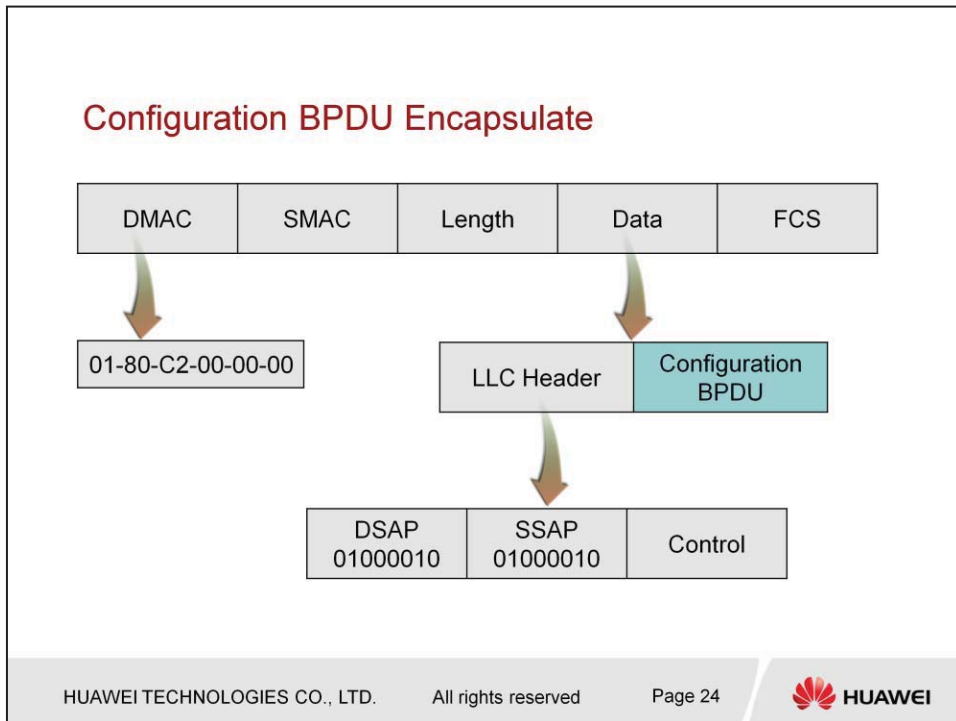 Configuration BPDU Encapsulate
DMAC
SMAC
Length
Data
FCS
01-80-C2-00-00-00
LLC Header
Configuration
BPDU
DSAP
01000010
SSAP
01000010
Control
HUAWEI TECHNOLOGIES CO., LTD.
All rights reserved
Page 24
HUAWEI